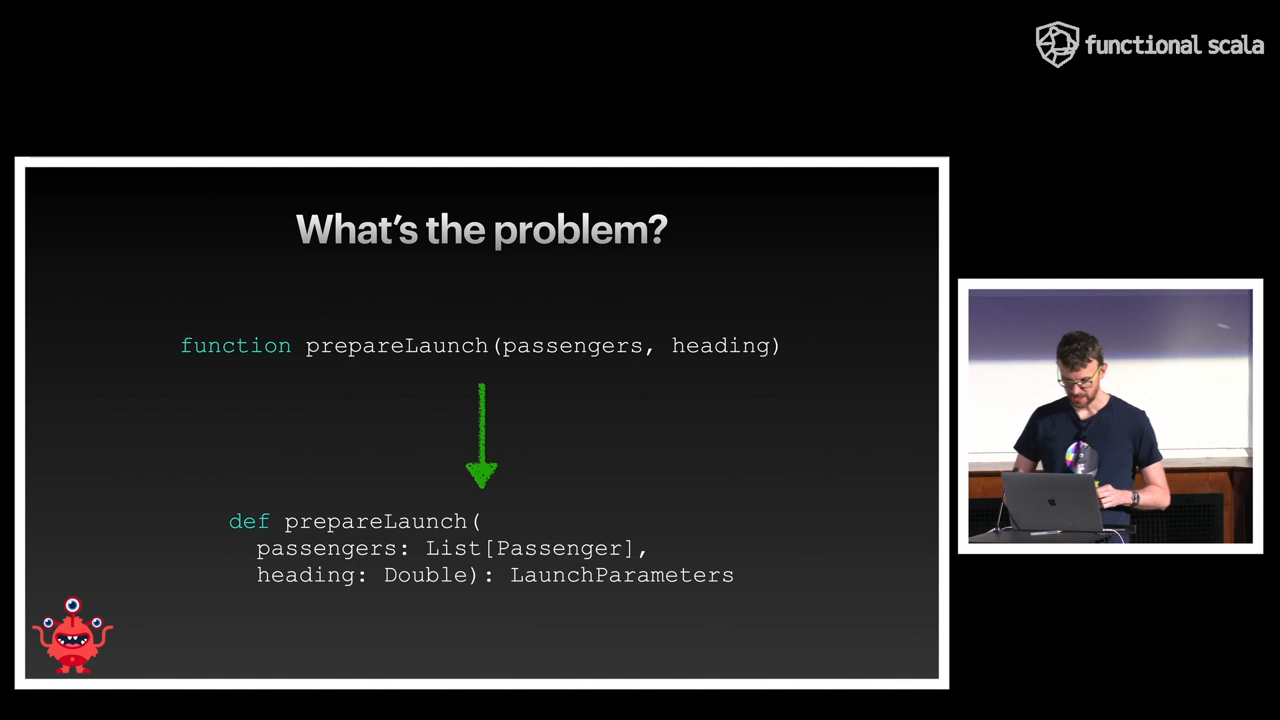 functional scala
What's the problem?
function prepareLaunch(passengers, heading)
def prepareLaunch(
passengers: List[Passenger],
heading: Double): LaunchParameters